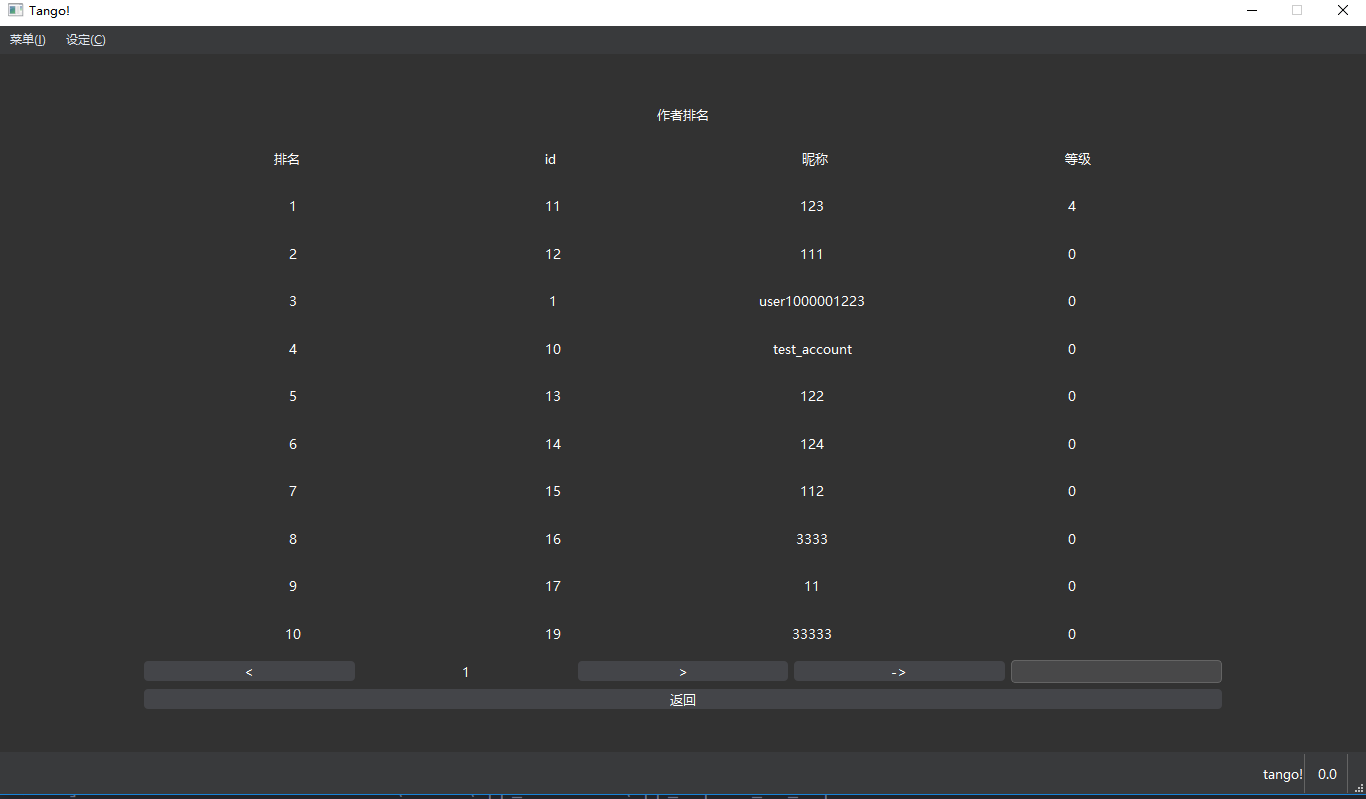 Tango!
菜单(I) 设定(C)
作者排名
排名 id 昵称 等级
1 11 123 4
2 12 111 0
3 1 user1000001223 0
4 10 test_account 0
5 13 122 0
6 14 124 0
7 15 112 0
8 16 3333 0
9 17 11 0
10 19 33333 0
< 1 > ->
返回
tango! 0.0